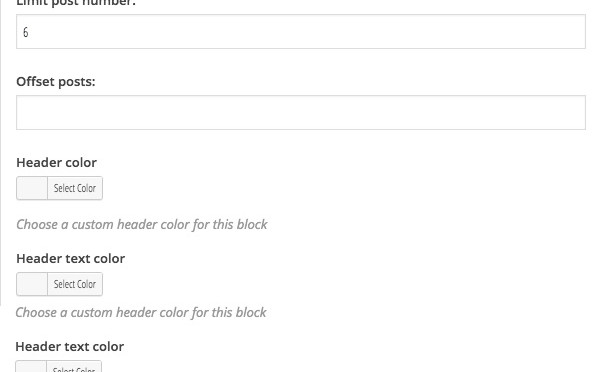 Limit post number:
6
Offset posts:
Header color
Select Color
Choose a custom header color for this block
Header text color
Select Color
Choose a custom header color for this block
Header text color
Select Color